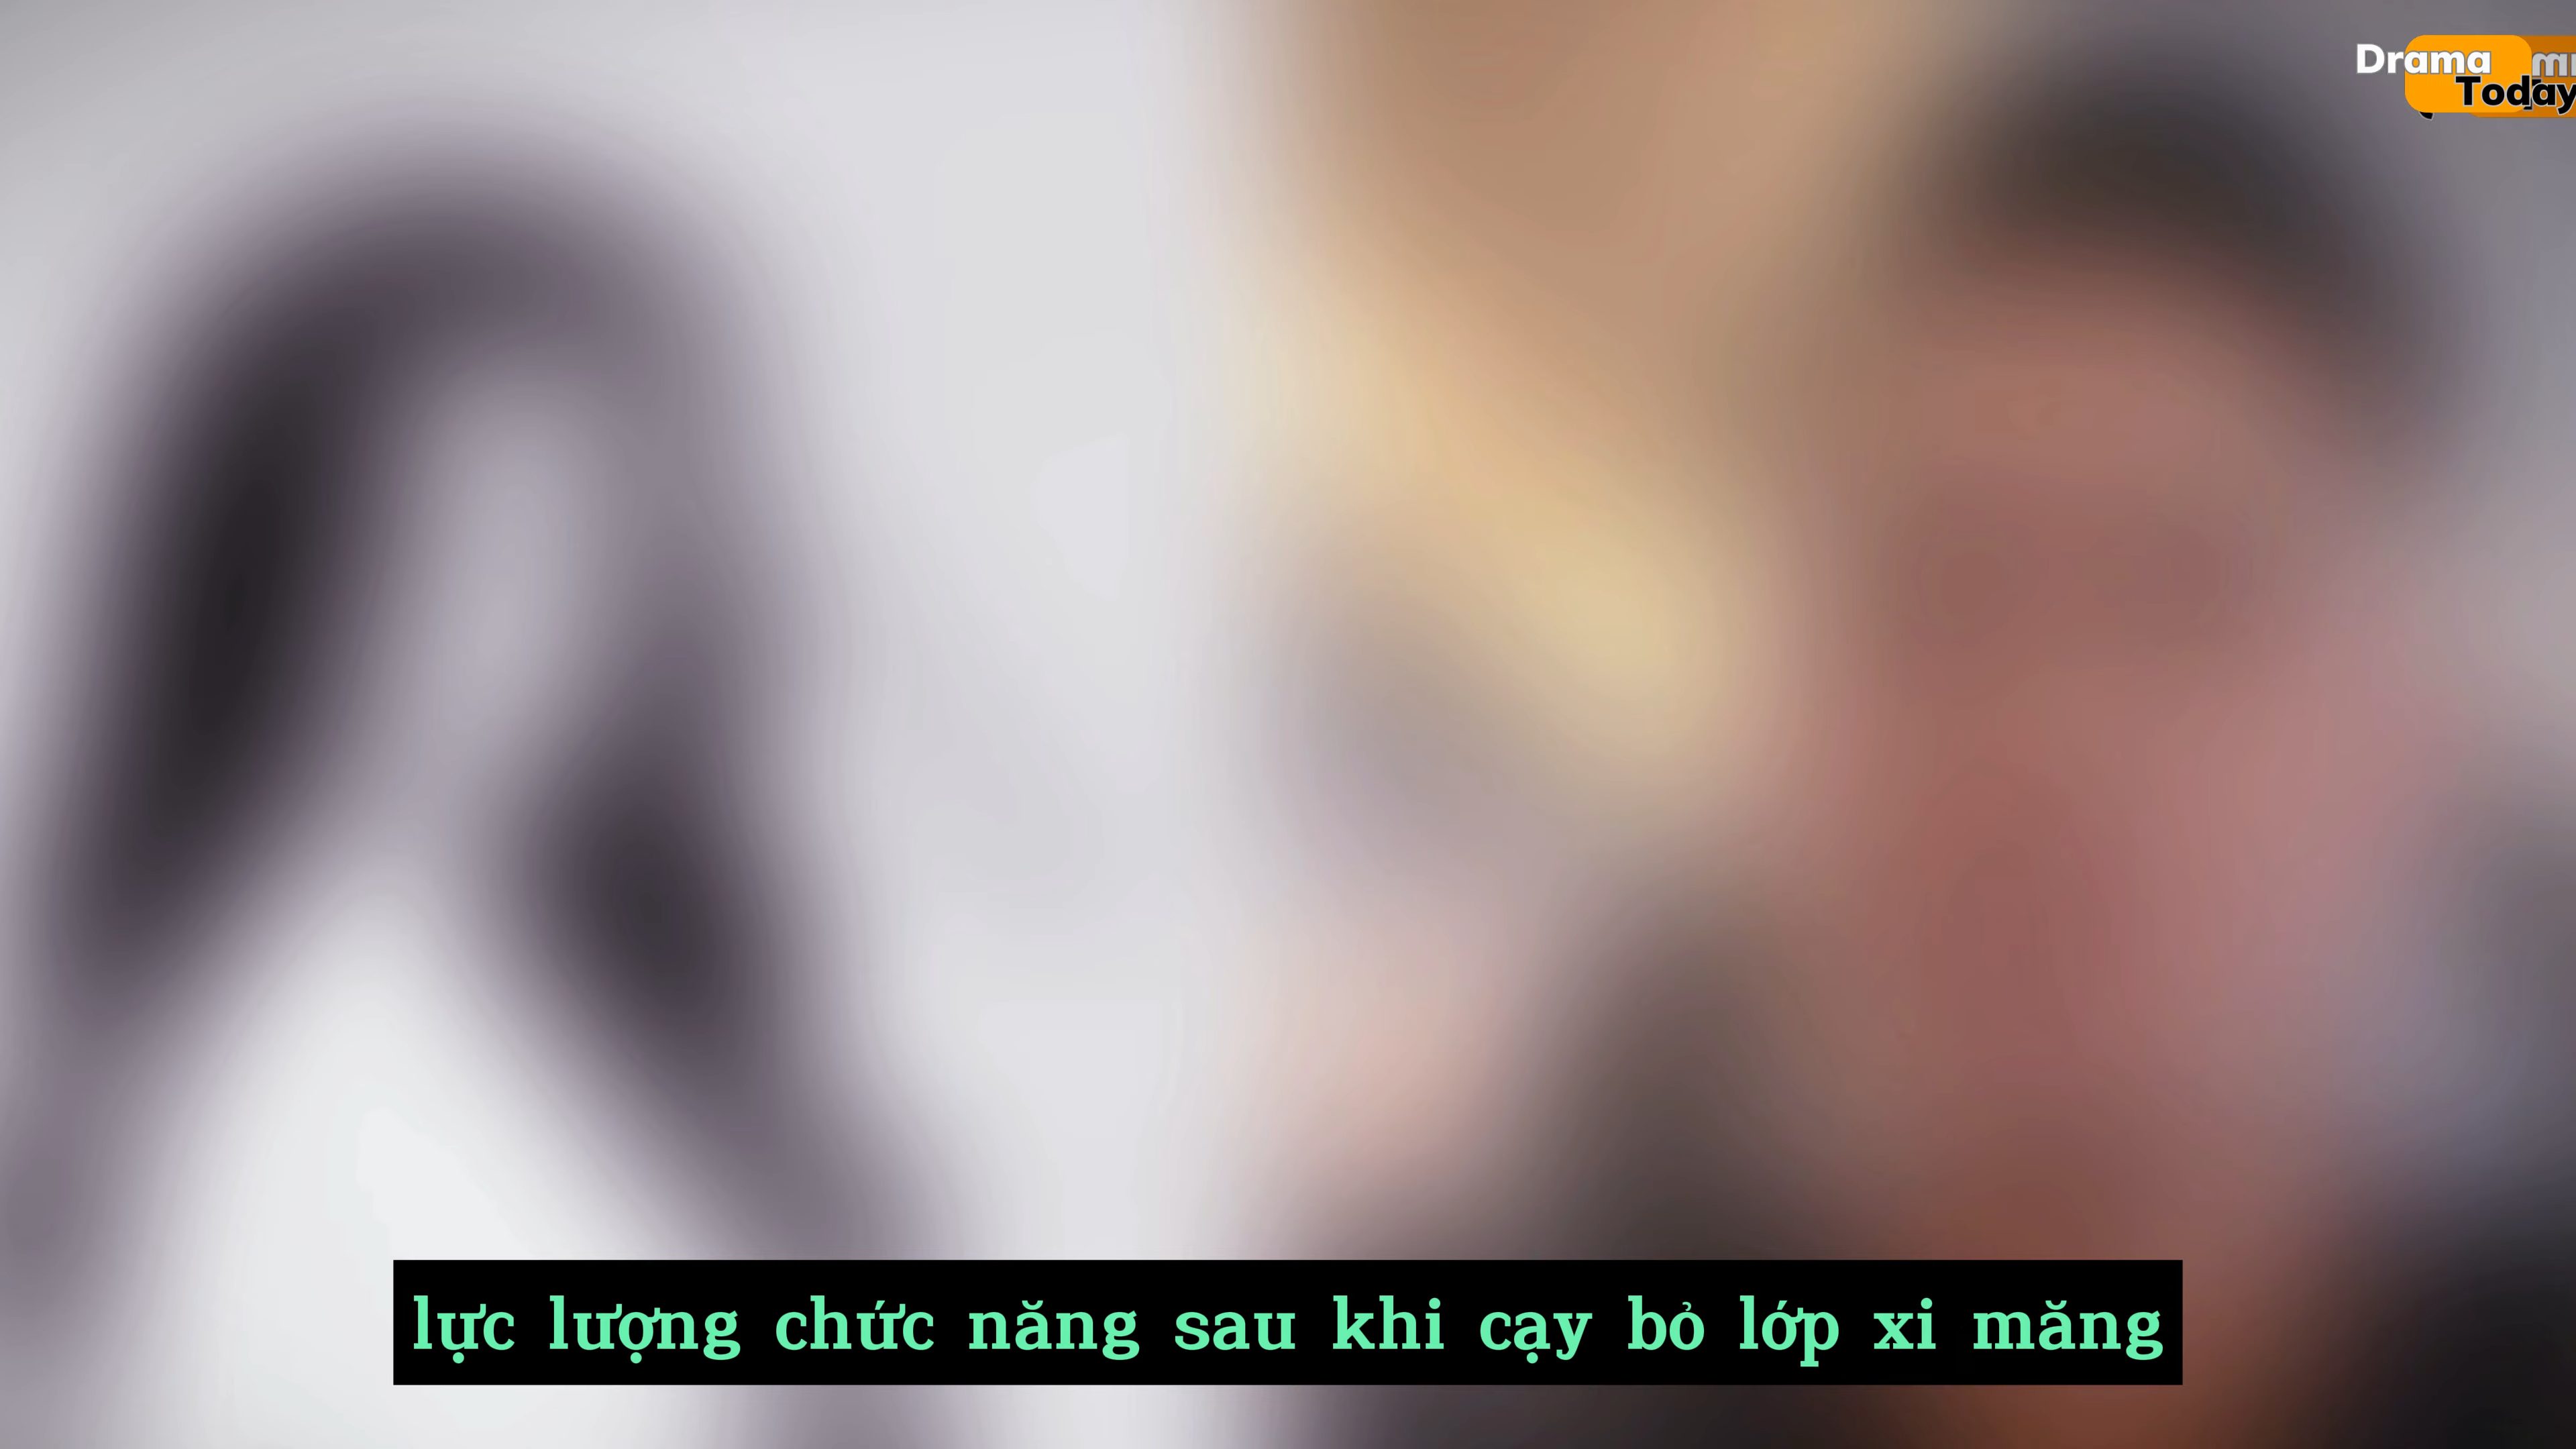 Drama
Today
lực lượng chức năng sau khi cạy bỏ lớp xi măng